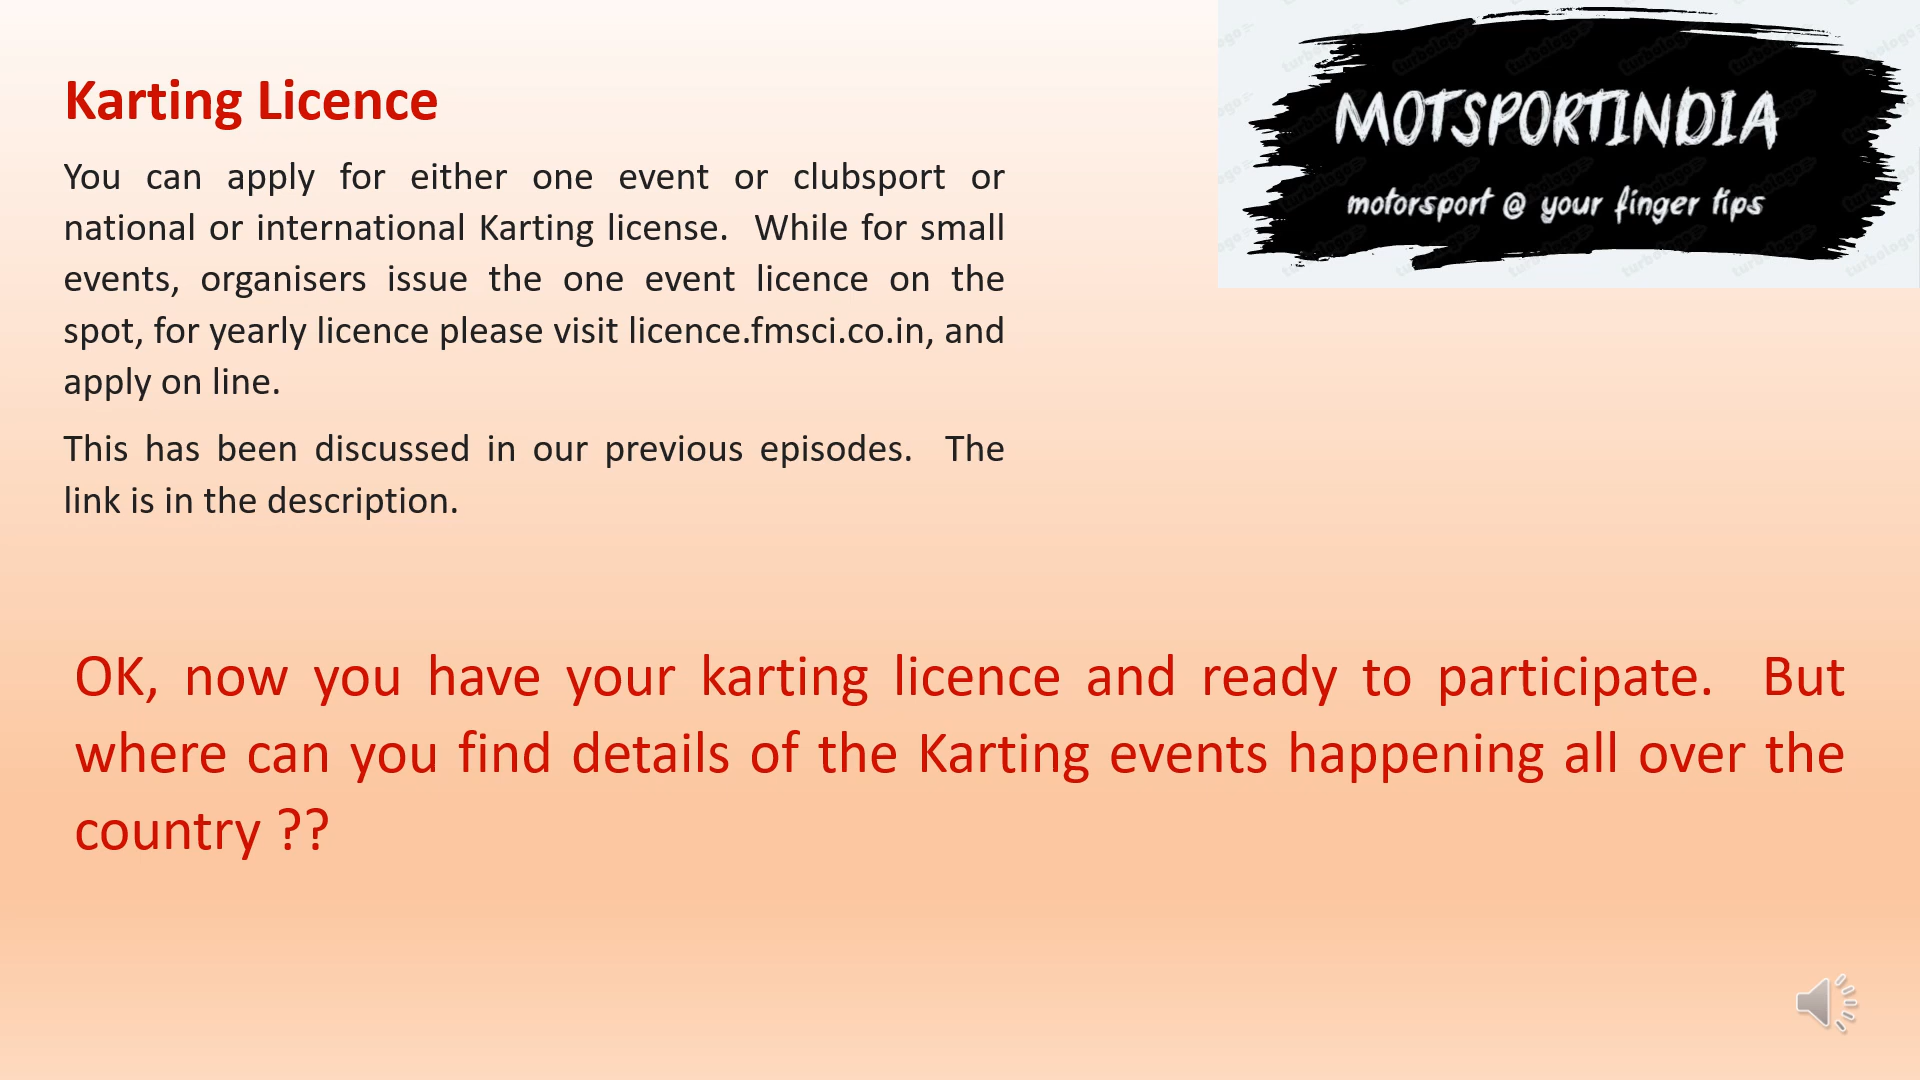 Karting Licence
You can apply for either one event or clubsport or
national or international Karting license.  While for small
events, organisers issue the one event licence on the
spot, for yearly licence please visit licence.fmsci.co.in, and
apply on line.
This has been discussed in our previous episodes.  The
link is in the description.
MOTSPORTINDIA
motorsport @ your finger tips
OK, now you have your karting licence and ready to participate.  But
where can you find details of the Karting events happening all over the
country ??